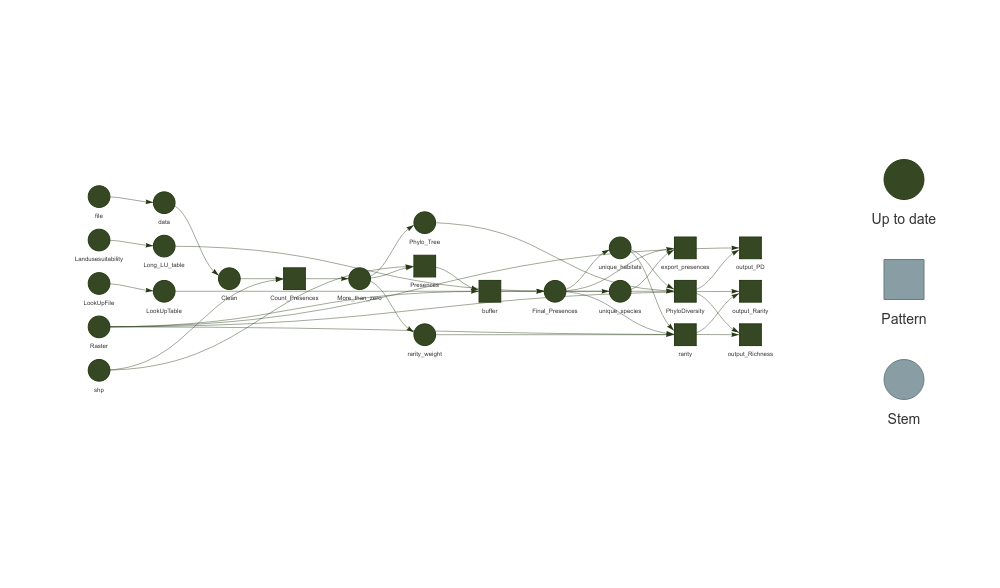 file
Landusesuitability
LookUpFile
Raster
shp
data
Long_LU_table
LookUpTable
Clean
Count_Presences
More_than_zero
Phylo_Tree
Presences
rarity_weight
buffer
Final_Presences
unique_habitats
unique_species
export_presences
PhyloDiversity
rarity
output_PD
output_Rarity
output_Richness
Up to date
Pattern
Stem